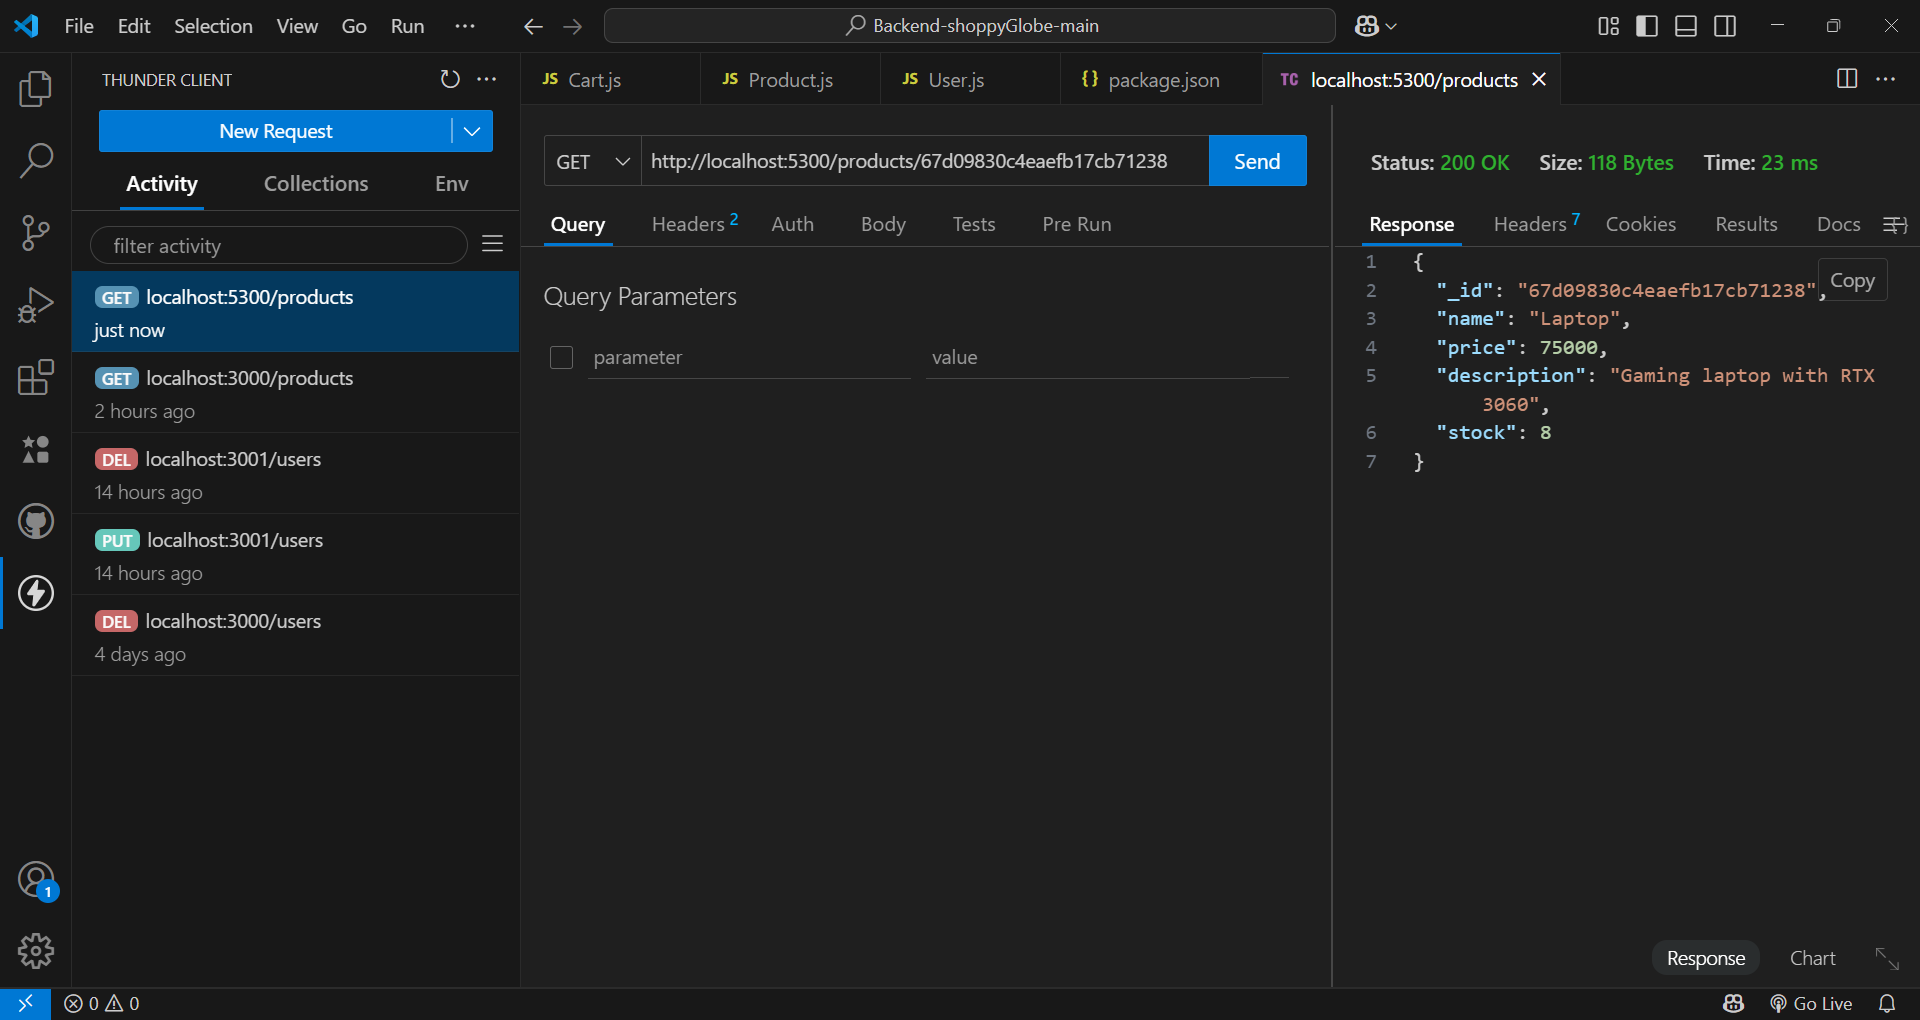 File Edit Selection View Go Run ··· Backend-shoppyGlobe-main
THUNDER CLIENT
New Request
Activity Collections Env
filter activity
GET localhost:5300/products
just now
GET localhost:3000/products
2 hours ago
DEL localhost:3001/users
14 hours ago
PUT localhost:3001/users
14 hours ago
DEL localhost:3000/users
4 days ago
JS Cart.js JS Product.js JS User.js {} package.json TC localhost:5300/products
GET http://localhost:5300/products/67d09830c4eaefb17cb71238 Send
Query Headers 2 Auth Body Tests Pre Run
Query Parameters
parameter value
Status: 200 OK Size: 118 Bytes Time: 23 ms
Response Headers 7 Cookies Results Docs {}
Copy
1 {
2 "_id": "67d09830c4eaefb17cb71238",
3 "name": "Laptop",
4 "price": 75000,
5 "description": "Gaming laptop with RTX
3060",
6 "stock": 8
7 }
Response Chart
1
0 0 Go Live